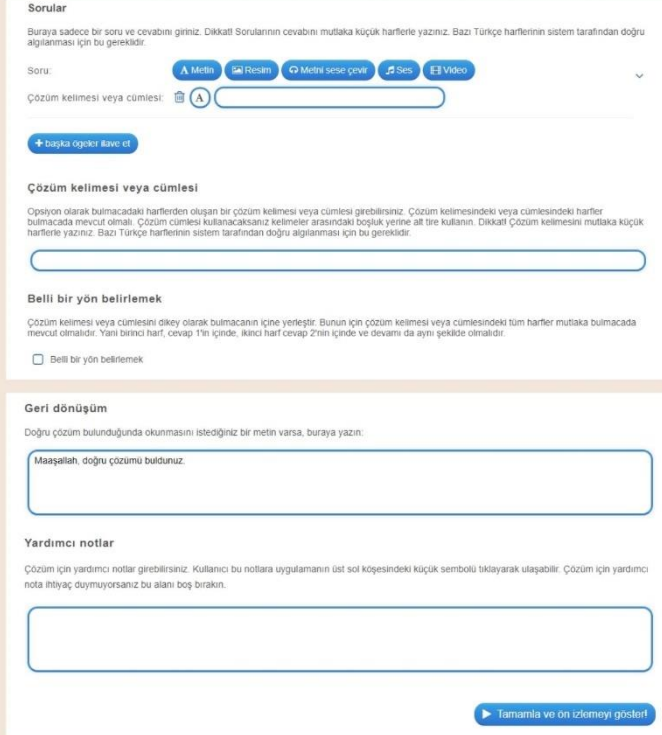 Sorular
Buraya sadece bir soru ve cevabını giriniz. Dikkat! Sorularının cevabını mutlaka küçük harflerle yazınız. Bazı Türkçe harflerinin sistem tarafından doğru
algılanması için bu gereklidir.
Soru: A Metin Resim Metni sese çevir Ses Video
Çözüm kelimesi veya cümlesi: A
+ başka ögeler ilave et
Çözüm kelimesi veya cümlesi
Opsiyon olarak bulmacadaki harflerden oluşan bir çözüm kelimesi veya cümlesi girebilirsiniz. Çözüm kelimesindeki veya cümlesindeki harfler
bulmacada mevcut olmalı. Çözüm cümlesi kullanacaksanız kelimeler arasındaki boşluk yerine alt tire kullanın. Dikkat! Çözüm kelimesini mutlaka küçük
harflerle yazınız. Bazı Türkçe harflerinin sistem tarafından doğru algılanması için bu gereklidir.
Belli bir yön belirlemek
Çözüm kelimesi veya cümlesini dikey olarak bulmacanın içine yerleştir. Bunun için çözüm kelimesi veya cümlesindeki tüm harfler mutlaka bulmacada
mevcut olmalıdır. Yani birinci harf, cevap 1'in içinde, ikinci harf cevap 2'nin içinde ve devamı da aynı şekilde olmalıdır.
Belli bir yön belirlemek
Geri dönüşüm
Doğru çözüm bulunduğunda okunmasını istediğiniz bir metin varsa, buraya yazın:
Maaşallah, doğru çözümü buldunuz.
Yardımcı notlar
Çözüm için yardımcı notlar girebilirsiniz. Kullanıcı bu notlara uygulamanın üst sol köşesindeki küçük sembolü tıklayarak ulaşabilir. Çözüm için yardımcı
nota ihtiyaç duymuyorsanız bu alanı boş bırakın.
Tamamla ve ön izlemeyi göster!